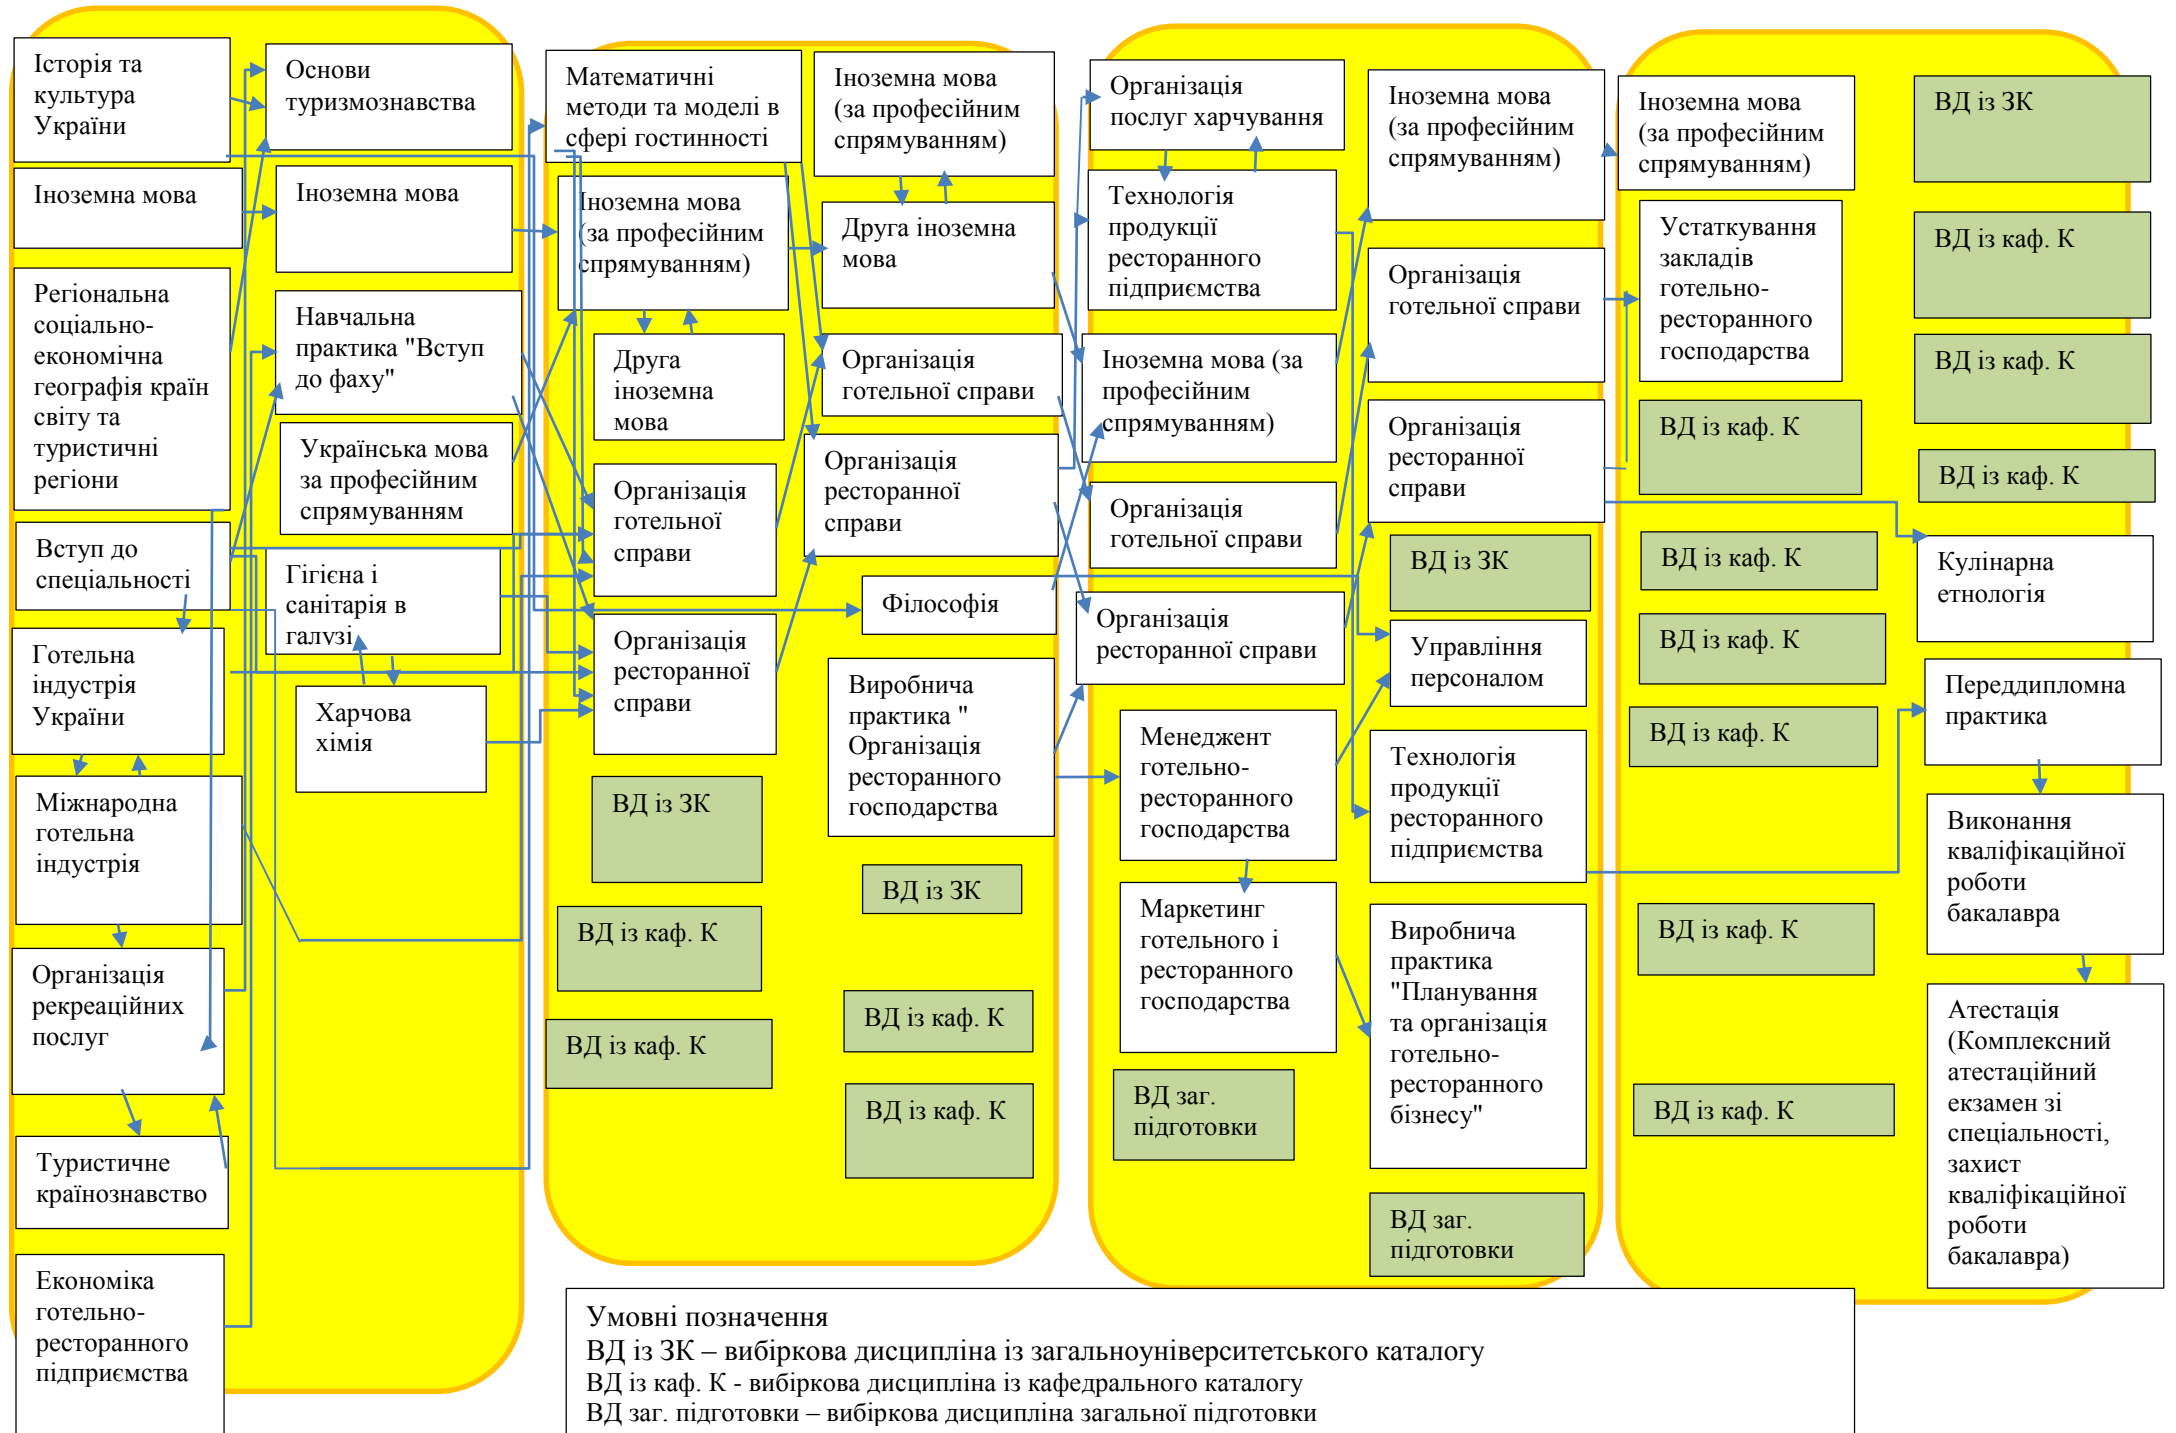 Історія та
культура
України
Іноземна мова
Регіональна
соціально-
економічна
географія країн
світу та
туристичні
регіони
Вступ до
спеціальності
Готельна
індустрія
України
Міжнародна
готельна
індустрія
Організація
рекреаційних
послуг
Туристичне
країнознавство
Економіка
готельно-
ресторанного
підприємства
Основи
туризмознавства
Іноземна мова
Навчальна
практика "Вступ
до фаху"
Українська мова
за професійним
спрямуванням
Гігієна і
санітарія в
галузі
Харчова
хімія
Математичні
методи та моделі в
сфері гостинності
Іноземна мова
(за професійним
спрямуванням)
Друга
іноземна
мова
Організація
готельної
справи
Організація
ресторанної
справи
ВД із ЗК
ВД із каф. К
ВД із каф. К
Іноземна мова
(за професійним
спрямуванням)
Друга іноземна
мова
Організація
готельної справи
Організація
ресторанної
справи
Філософія
Виробнича
практика "
Організація
ресторанного
господарства
ВД із ЗК
ВД із каф. К
ВД із каф. К
Організація
послуг харчування
Технологія
продукції
ресторанного
підприємства
Іноземна мова (за
професійним
спрямуванням)
Організація
готельної справи
Організація
ресторанної справи
Менеджмент
готельно-
ресторанного
господарства
Маркетинг
готельного і
ресторанного
господарства
ВД заг.
підготовки
Іноземна мова
(за професійним
спрямуванням)
Організація
готельної справи
Організація
ресторанної
справи
ВД із ЗК
Управління
персоналом
Технологія
продукції
ресторанного
підприємства
Виробнича
практика
"Планування
та організація
готельно-
ресторанного
бізнесу"
ВД заг.
підготовки
Іноземна мова
(за професійним
спрямуванням)
Устаткування
закладів
готельно-
ресторанного
господарства
ВД із каф. К
ВД із каф. К
ВД із каф. К
ВД із каф. К
ВД із каф. К
ВД із каф. К
ВД із ЗК
ВД із каф. К
ВД із каф. К
ВД із каф. К
Кулінарна
етнологія
Переддипломна
практика
Виконання
кваліфікаційної
роботи
бакалавра
Атестація
(Комплексний
атестаційний
екзамен зі
спеціальності,
захист
кваліфікаційної
роботи
бакалавра)
Умовні позначення
ВД із ЗК – вибіркова дисципліна із загальноуніверситетського каталогу
ВД із каф. К - вибіркова дисципліна із кафедрального каталогу
ВД заг. підготовки – вибіркова дисципліна загальної підготовки